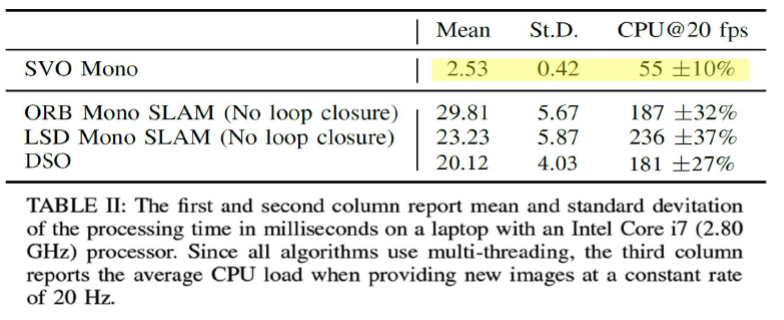 Mean St.D. CPU@20 fps
SVO Mono 2.53 0.42 55 ±10%
ORB Mono SLAM (No loop closure) 29.81 5.67 187 ±32%
LSD Mono SLAM (No loop closure) 23.23 5.87 236 ±37%
DSO 20.12 4.03 181 ±27%
TABLE II: The first and second column report mean and standard devitation
of the processing time in milliseconds on a laptop with an Intel Core i7 (2.80
GHz) processor. Since all algorithms use multi-threading, the third column
reports the average CPU load when providing new images at a constant rate
of 20 Hz.